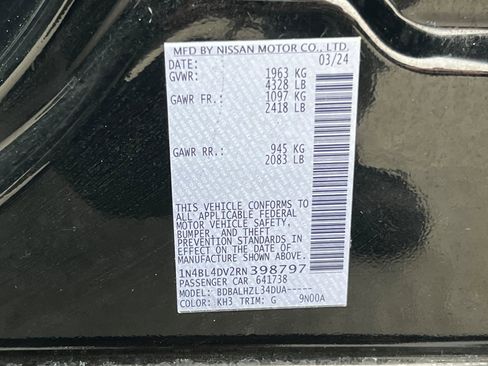 MFD BY NISSAN MOTOR CO., LTD.
DATE: 03/24
GVWR: 1963 KG
4328 LB
GAWR FR.: 1097 KG
2418 LB
GAWR RR.: 945 KG
2083 LB
THIS VEHICLE CONFORMS TO
ALL APPLICABLE FEDERAL
MOTOR VEHICLE SAFETY,
BUMPER, AND THEFT
PREVENTION STANDARDS IN
EFFECT ON THE DATE OF
MANUFACTURE SHOWN ABOVE.
1N4BL4DV2RN398797
PASSENGER CAR 641738
MODEL: BDBALHZL34DUA-----
COLOR: KH3 TRIM: G 9N00A